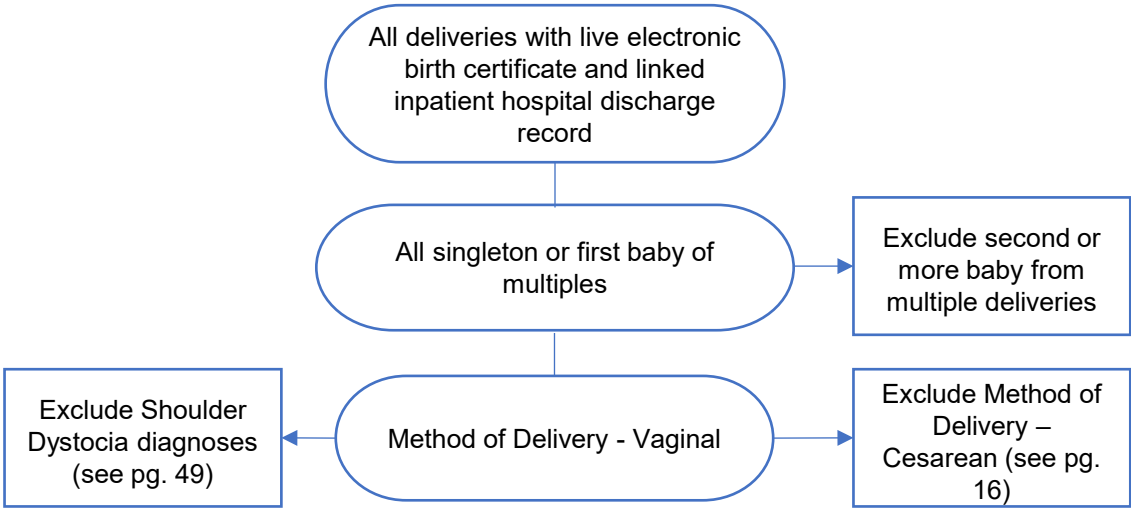 All deliveries with live electronic
birth certificate and linked
inpatient hospital discharge
record
All singleton or first baby of
multiples
Exclude second or
more baby from
multiple deliveries
Exclude Shoulder
Dystocia diagnoses
(see pg. 49)
Method of Delivery - Vaginal
Exclude Method of
Delivery –
Cesarean (see pg.
16)